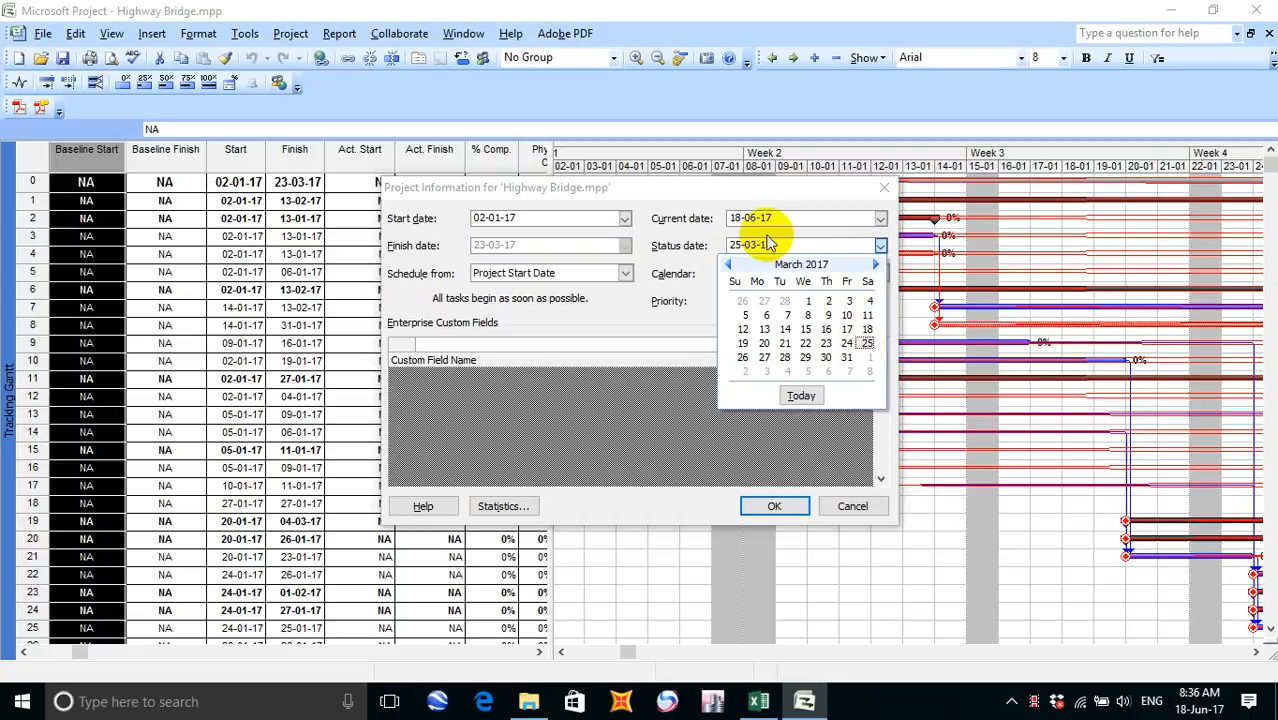 Microsoft Project - Highway Bridge.mpp
File Edit View Insert Format Tools Project Report Collaborate Window Help Adobe PDF
Type a question for help
No Group Show Arial 8 B I U
0% 25% 50% 75% 100%
NA
Baseline Start Baseline Finish Start Finish Act. Start Act. Finish % Comp. Phy
C
1 Week 2 Week 3 Week 4
02-01 03-01 04-01 05-01 06-01 07-01 08-01 09-01 10-01 11-01 12-01 13-01 14-01 15-01 16-01 17-01 18-01 19-01 20-01 21-01 22-01 23-01
0 NA NA 02-01-17 23-03-17
1 NA NA 02-01-17 13-02-17
2 NA NA 02-01-17 13-01-17
3 NA NA 02-01-17 13-01-17
4 NA NA 02-01-17 13-01-17
5 NA NA 02-01-17 06-02-17
6 NA NA 02-01-17 06-02-17
7 NA NA 14-01-17 13-02-17
8 NA NA 14-01-17 31-01-17
9 NA NA 02-01-17 16-01-17
10 NA NA 02-01-17 19-01-17
11 NA NA 02-01-17 27-01-17
12 NA NA 02-01-17 04-01-17
13 NA NA 05-01-17 09-01-17
14 NA NA 05-01-17 06-01-17
15 NA NA 05-01-17 11-01-17
16 NA NA 05-01-17 09-01-17
17 NA NA 10-01-17 11-01-17
18 NA NA 27-01-17 27-01-17
19 NA NA 20-01-17 04-03-17
20 NA NA 20-01-17 26-01-17 NA NA 0% 0%
21 NA NA 20-01-17 23-01-17 NA NA 0% 0%
22 NA NA 24-01-17 26-01-17 NA NA 0% 0%
23 NA NA 24-01-17 01-02-17 NA NA 0% 0%
24 NA NA 24-01-17 27-01-17 NA NA 0% 0%
25 NA NA 24-01-17 25-01-17 NA NA 0% 0%
Tracking Gantt
0%
0%
0%
0%
0%
Project Information for 'Highway Bridge.mpp'
Start date: 02-01-17 Current date: 18-06-17
Finish date: 23-03-17 Status date: 25-03-1
Schedule from: Project Start Date Calendar:
All tasks begin as soon as possible. Priority:
Enterprise Custom Fields
Custom Field Name
March 2017
Su Mo Tu We Th Fr Sa
26 27 28 1 2 3 4
5 6 7 8 9 10 11
12 13 14 15 16 17 18
19 20 21 22 23 24 25
26 27 28 29 30 31 1
2 3 4 5 6 7 8
Today
Help Statistics... OK Cancel
Type here to search
ENG
8:36 AM
18-Jun-17